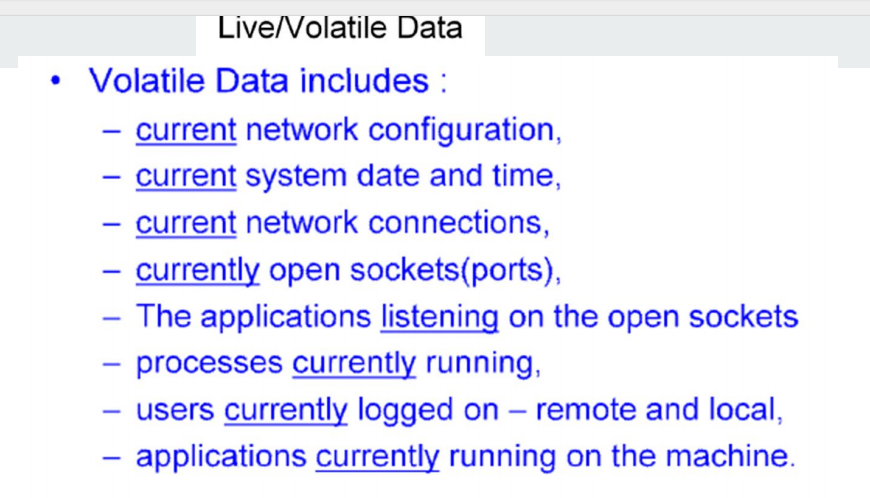 Live/Volatile Data
• Volatile Data includes :
– current network configuration,
– current system date and time,
– current network connections,
– currently open sockets(ports),
– The applications listening on the open sockets
– processes currently running,
– users currently logged on – remote and local,
– applications currently running on the machine.